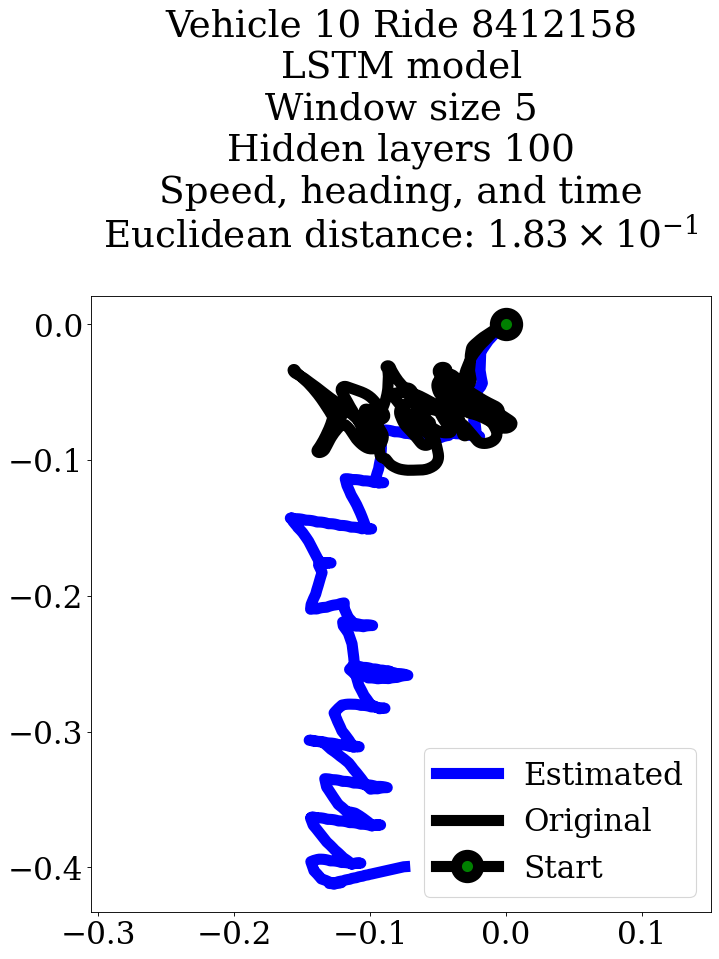 Vehicle 10 Ride 8412158
LSTM model
Window size 5
Hidden layers 100
Speed, heading, and time
Euclidean distance: 1.83 × 10⁻¹
0.0
−0.1
−0.2
−0.3
−0.4
Estimated
Original
Start
−0.3 −0.2 −0.1 0.0 0.1